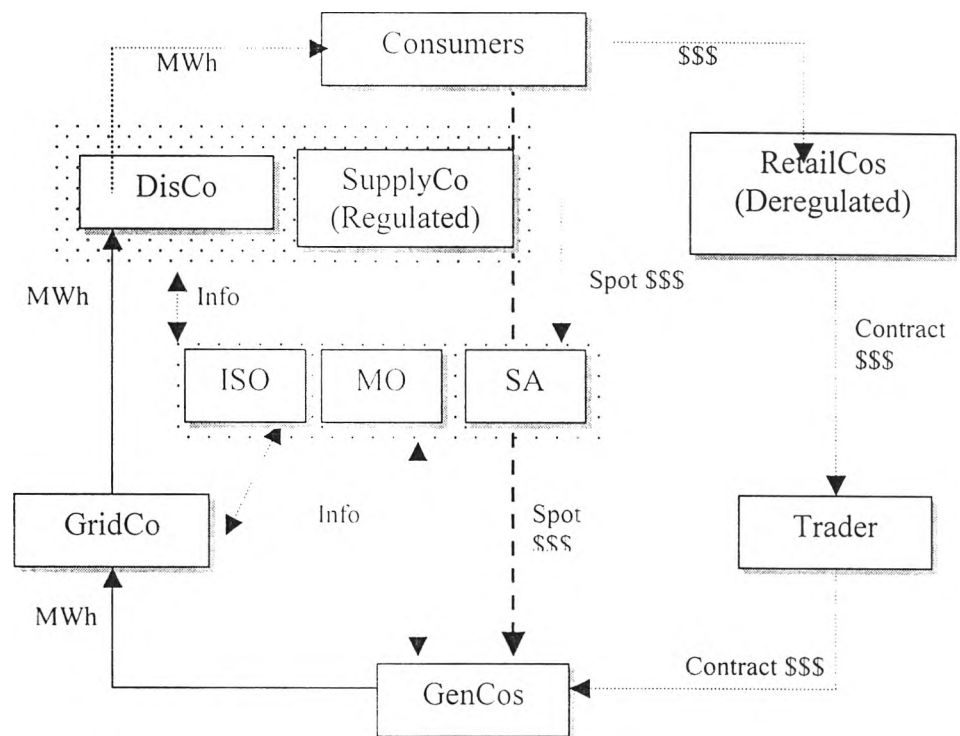 Consumers
MWh
$$$
DisCo
SupplyCo
(Regulated)
RetailCos
(Deregulated)
MWh
Info
Spot $$$
Contract
$$$
ISO
MO
SA
GridCo
Info
Spot
$$$
Trader
MWh
Contract $$$
GenCos